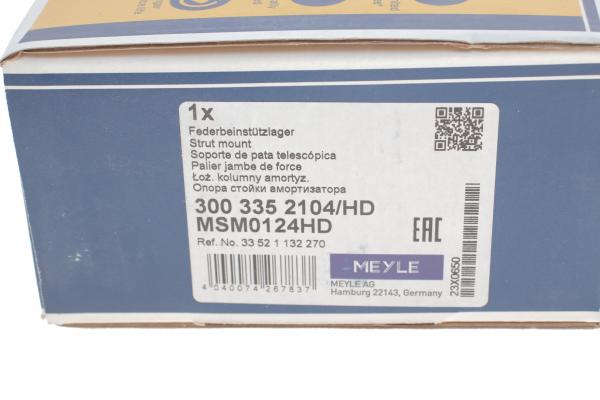 1x
Federbeinstützlager
Strut mount
Soporte de pata telescópica
Palier jambe de force
Łoż. kolumny amortyz.
Опора стойки амортизатора
300 335 2104/HD
MSM0124HD
Ref. No. 33 52 1 132 270
EAC
MEYLE
MEYLE AG
Hamburg 22143, Germany
4 040074 267837
23X0650